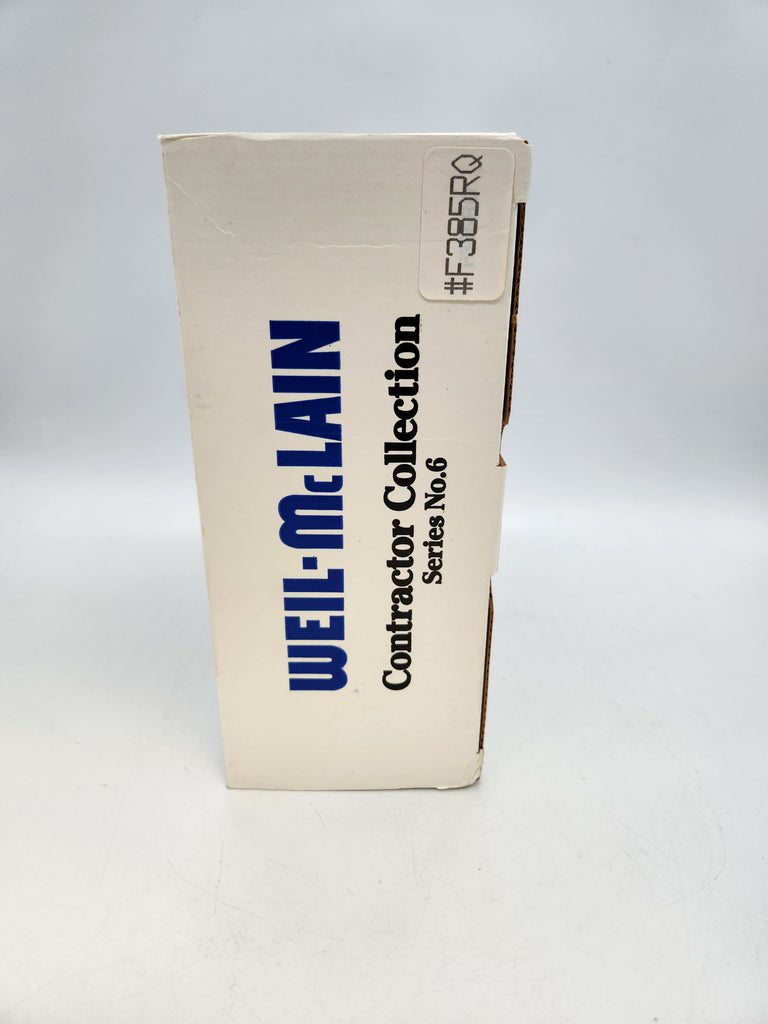 #F385RQ
WEIL-McLAIN
Contractor Collection
Series No.6